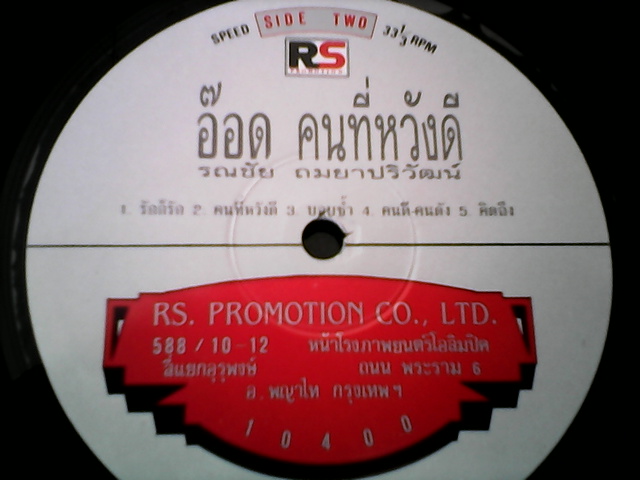 SPEED SIDE TWO 33 1/3 RPM
RS
PROMOTION
อ๊อด คนที่หวังดี
รณชัย ถมยาปริวัฒน์
1. รักก็รัก 2. คนที่หวังดี 3. บอบช้ำ 4. คนดี-คนดัง 5. คิดถึง
RS. PROMOTION CO., LTD.
588 / 10-12 หน้าโรงภาพยนตร์โอลิมปิค
สี่แยกอุรุพงษ์ ถนน พระราม 6
อ. พญาไท กรุงเทพฯ
10400